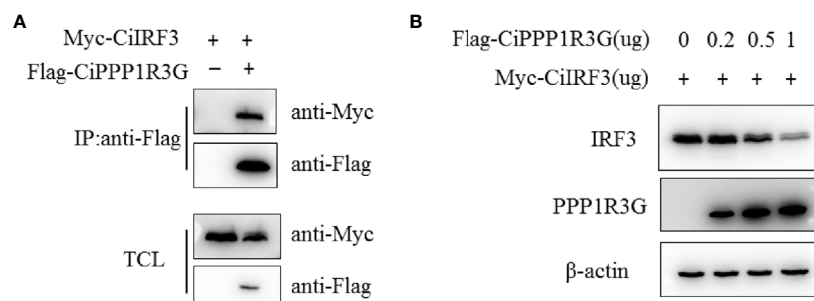 A
Myc-CiIRF3 + +
Flag-CiPPP1R3G − +
IP:anti-Flag
anti-Myc
anti-Flag
TCL
anti-Myc
anti-Flag
B
Flag-CiPPP1R3G(ug) 0 0.2 0.5 1
Myc-CiIRF3(ug) + + + +
IRF3
PPP1R3G
β-actin